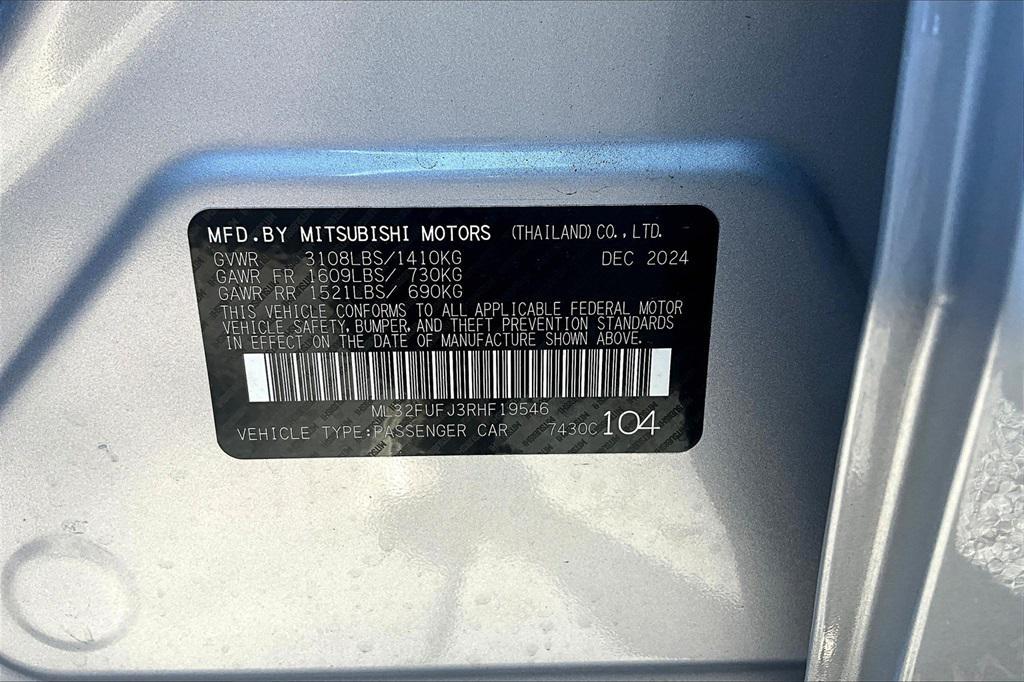 MFD.BY MITSUBISHI MOTORS (THAILAND)CO.,LTD.
GVWR 3108LBS/1410KG DEC 2024
GAWR FR 1609LBS/ 730KG
GAWR RR 1521LBS/ 690KG
THIS VEHICLE CONFORMS TO ALL APPLICABLE FEDERAL MOTOR
VEHICLE SAFETY, BUMPER, AND THEFT PREVENTION STANDARDS
IN EFFECT ON THE DATE OF MANUFACTURE SHOWN ABOVE.
ML32FUFJ3RHF19546
VEHICLE TYPE:PASSENGER CAR 7430C 104